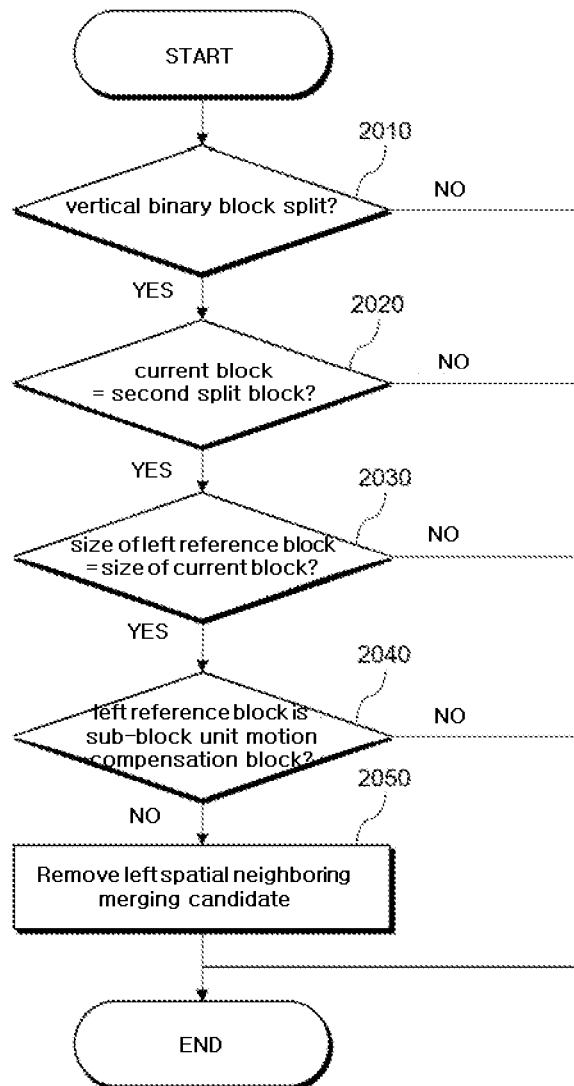 START
2010
vertical binary block split?
NO
YES
2020
current block
= second split block?
NO
YES
2030
size of left reference block
= size of current block?
NO
YES
2040
left reference block is
sub-block unit motion
compensation block?
NO
NO
2050
Remove left spatial neighboring
merging candidate
END